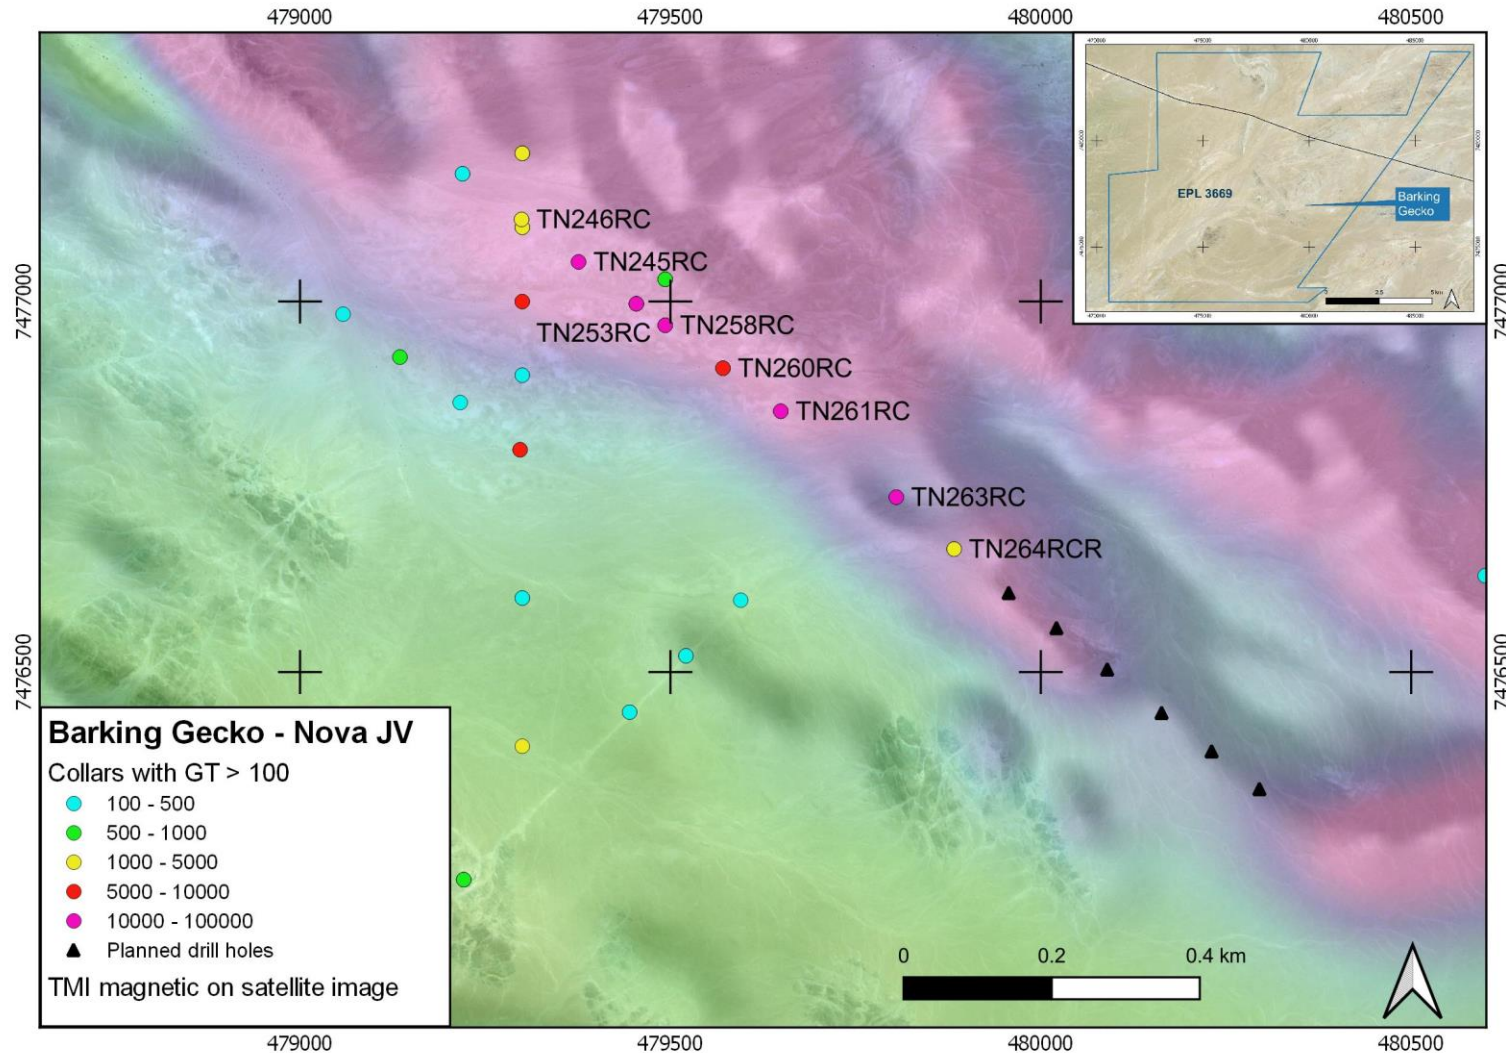 479000
479500
480000
480500
7477000
7477000
EPL 3669
Barking
Gecko
TN246RC
TN245RC
TN253RC
TN258RC
TN260RC
TN261RC
TN263RC
TN264RCR
7476500
7476500
Barking Gecko - Nova JV
Collars with GT > 100
100 - 500
500 - 1000
1000 - 5000
5000 - 10000
10000 - 100000
Planned drill holes
TMI magnetic on satellite image
0 0.2 0.4 km
479000
479500
480000
480500